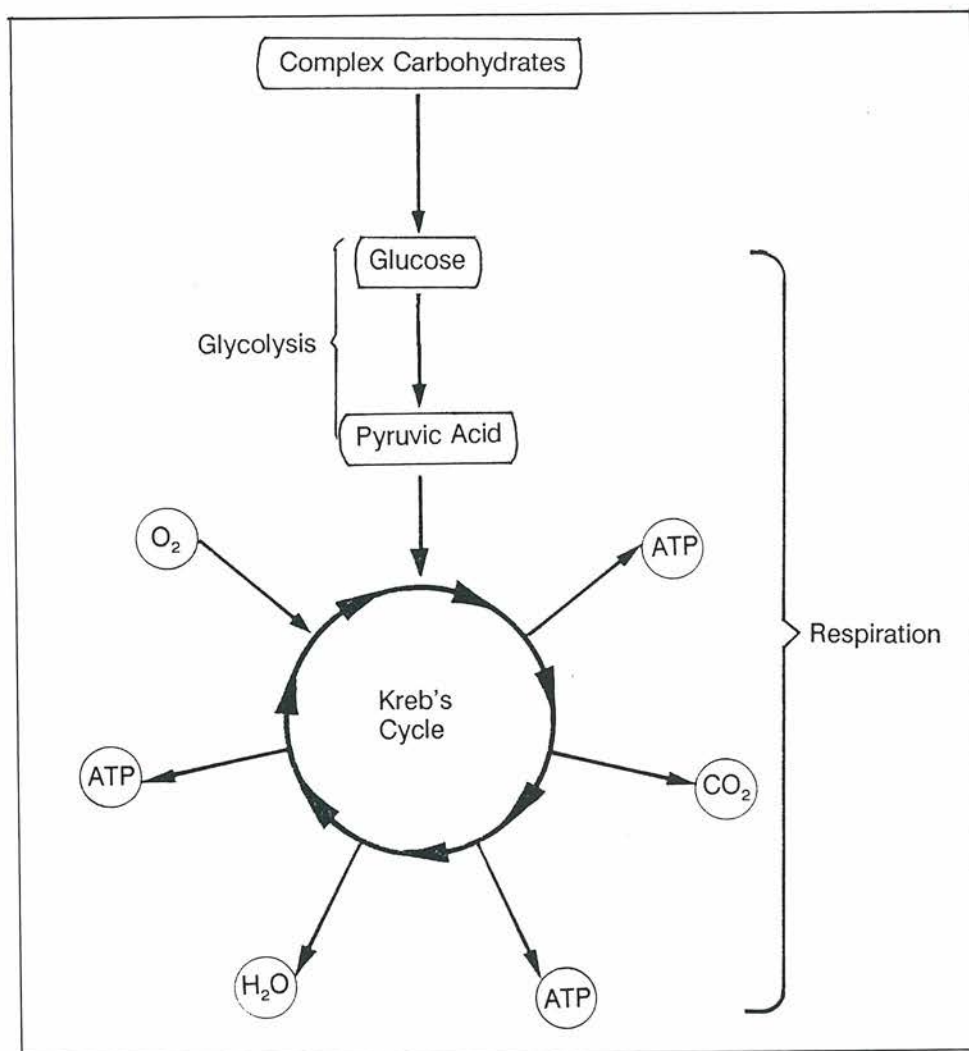 Complex Carbohydrates
Glucose
Glycolysis
Pyruvic Acid
O₂
ATP
Respiration
Kreb's
Cycle
ATP
CO₂
H₂O
ATP